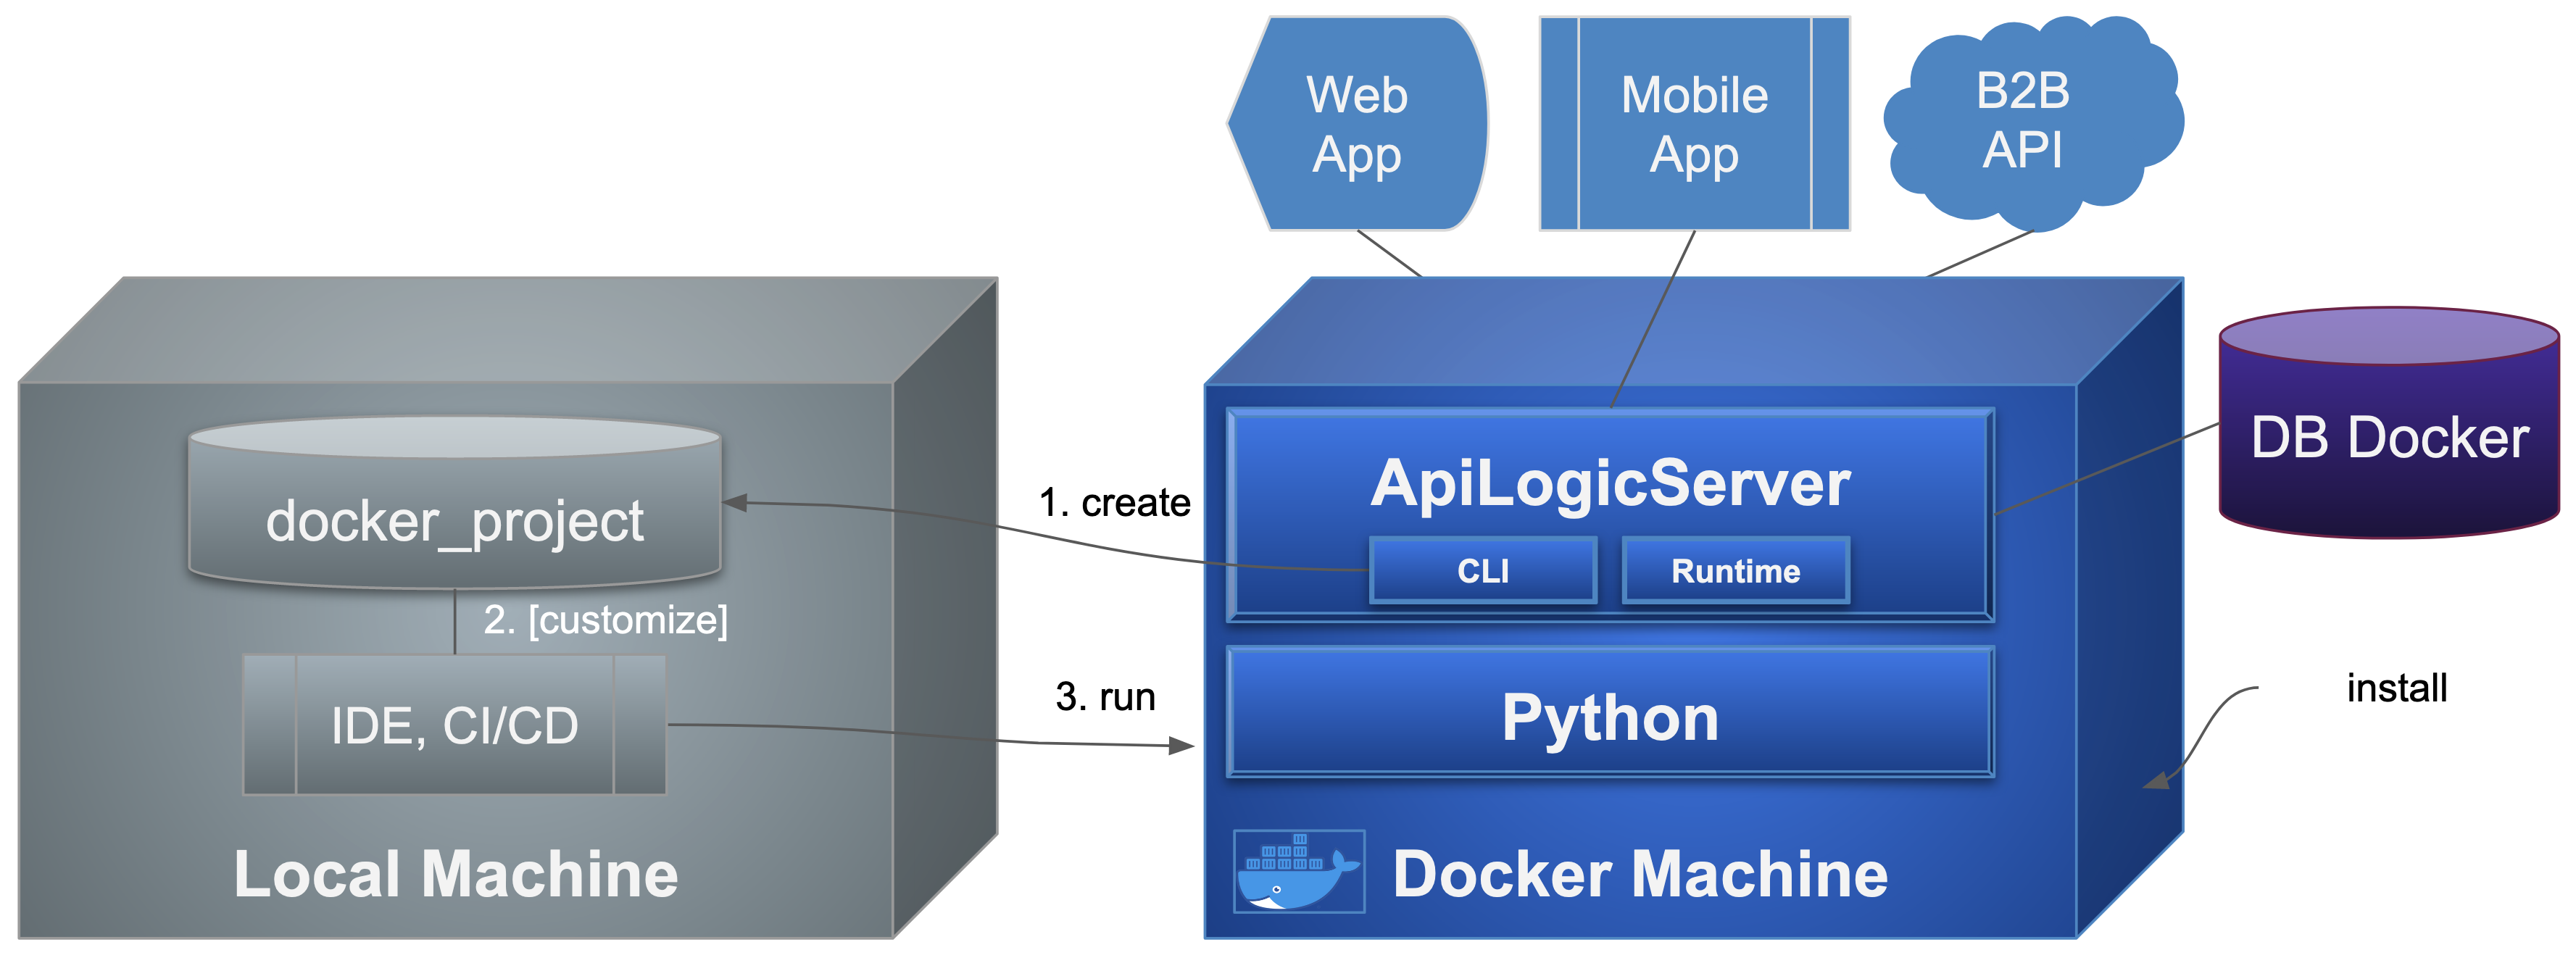 Web
App
Mobile
App
B2B
API
docker_project
2. [customize]
IDE, CI/CD
Local Machine
1. create
3. run
ApiLogicServer
CLI
Runtime
Python
Docker Machine
DB Docker
install